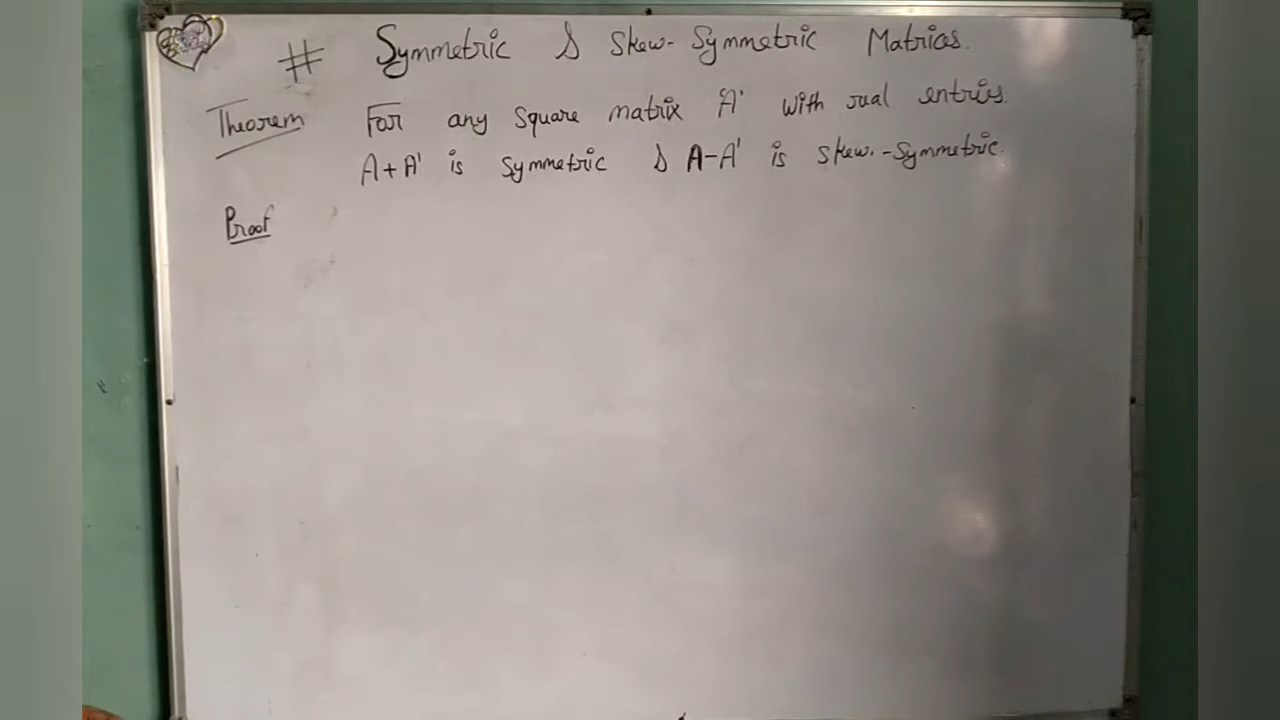 # Symmetric & Skew-Symmetric Matrices.
Theorem For any square matrix 'A' with real entries.
A+A' is symmetric & A-A' is skew-symmetric.
Proof